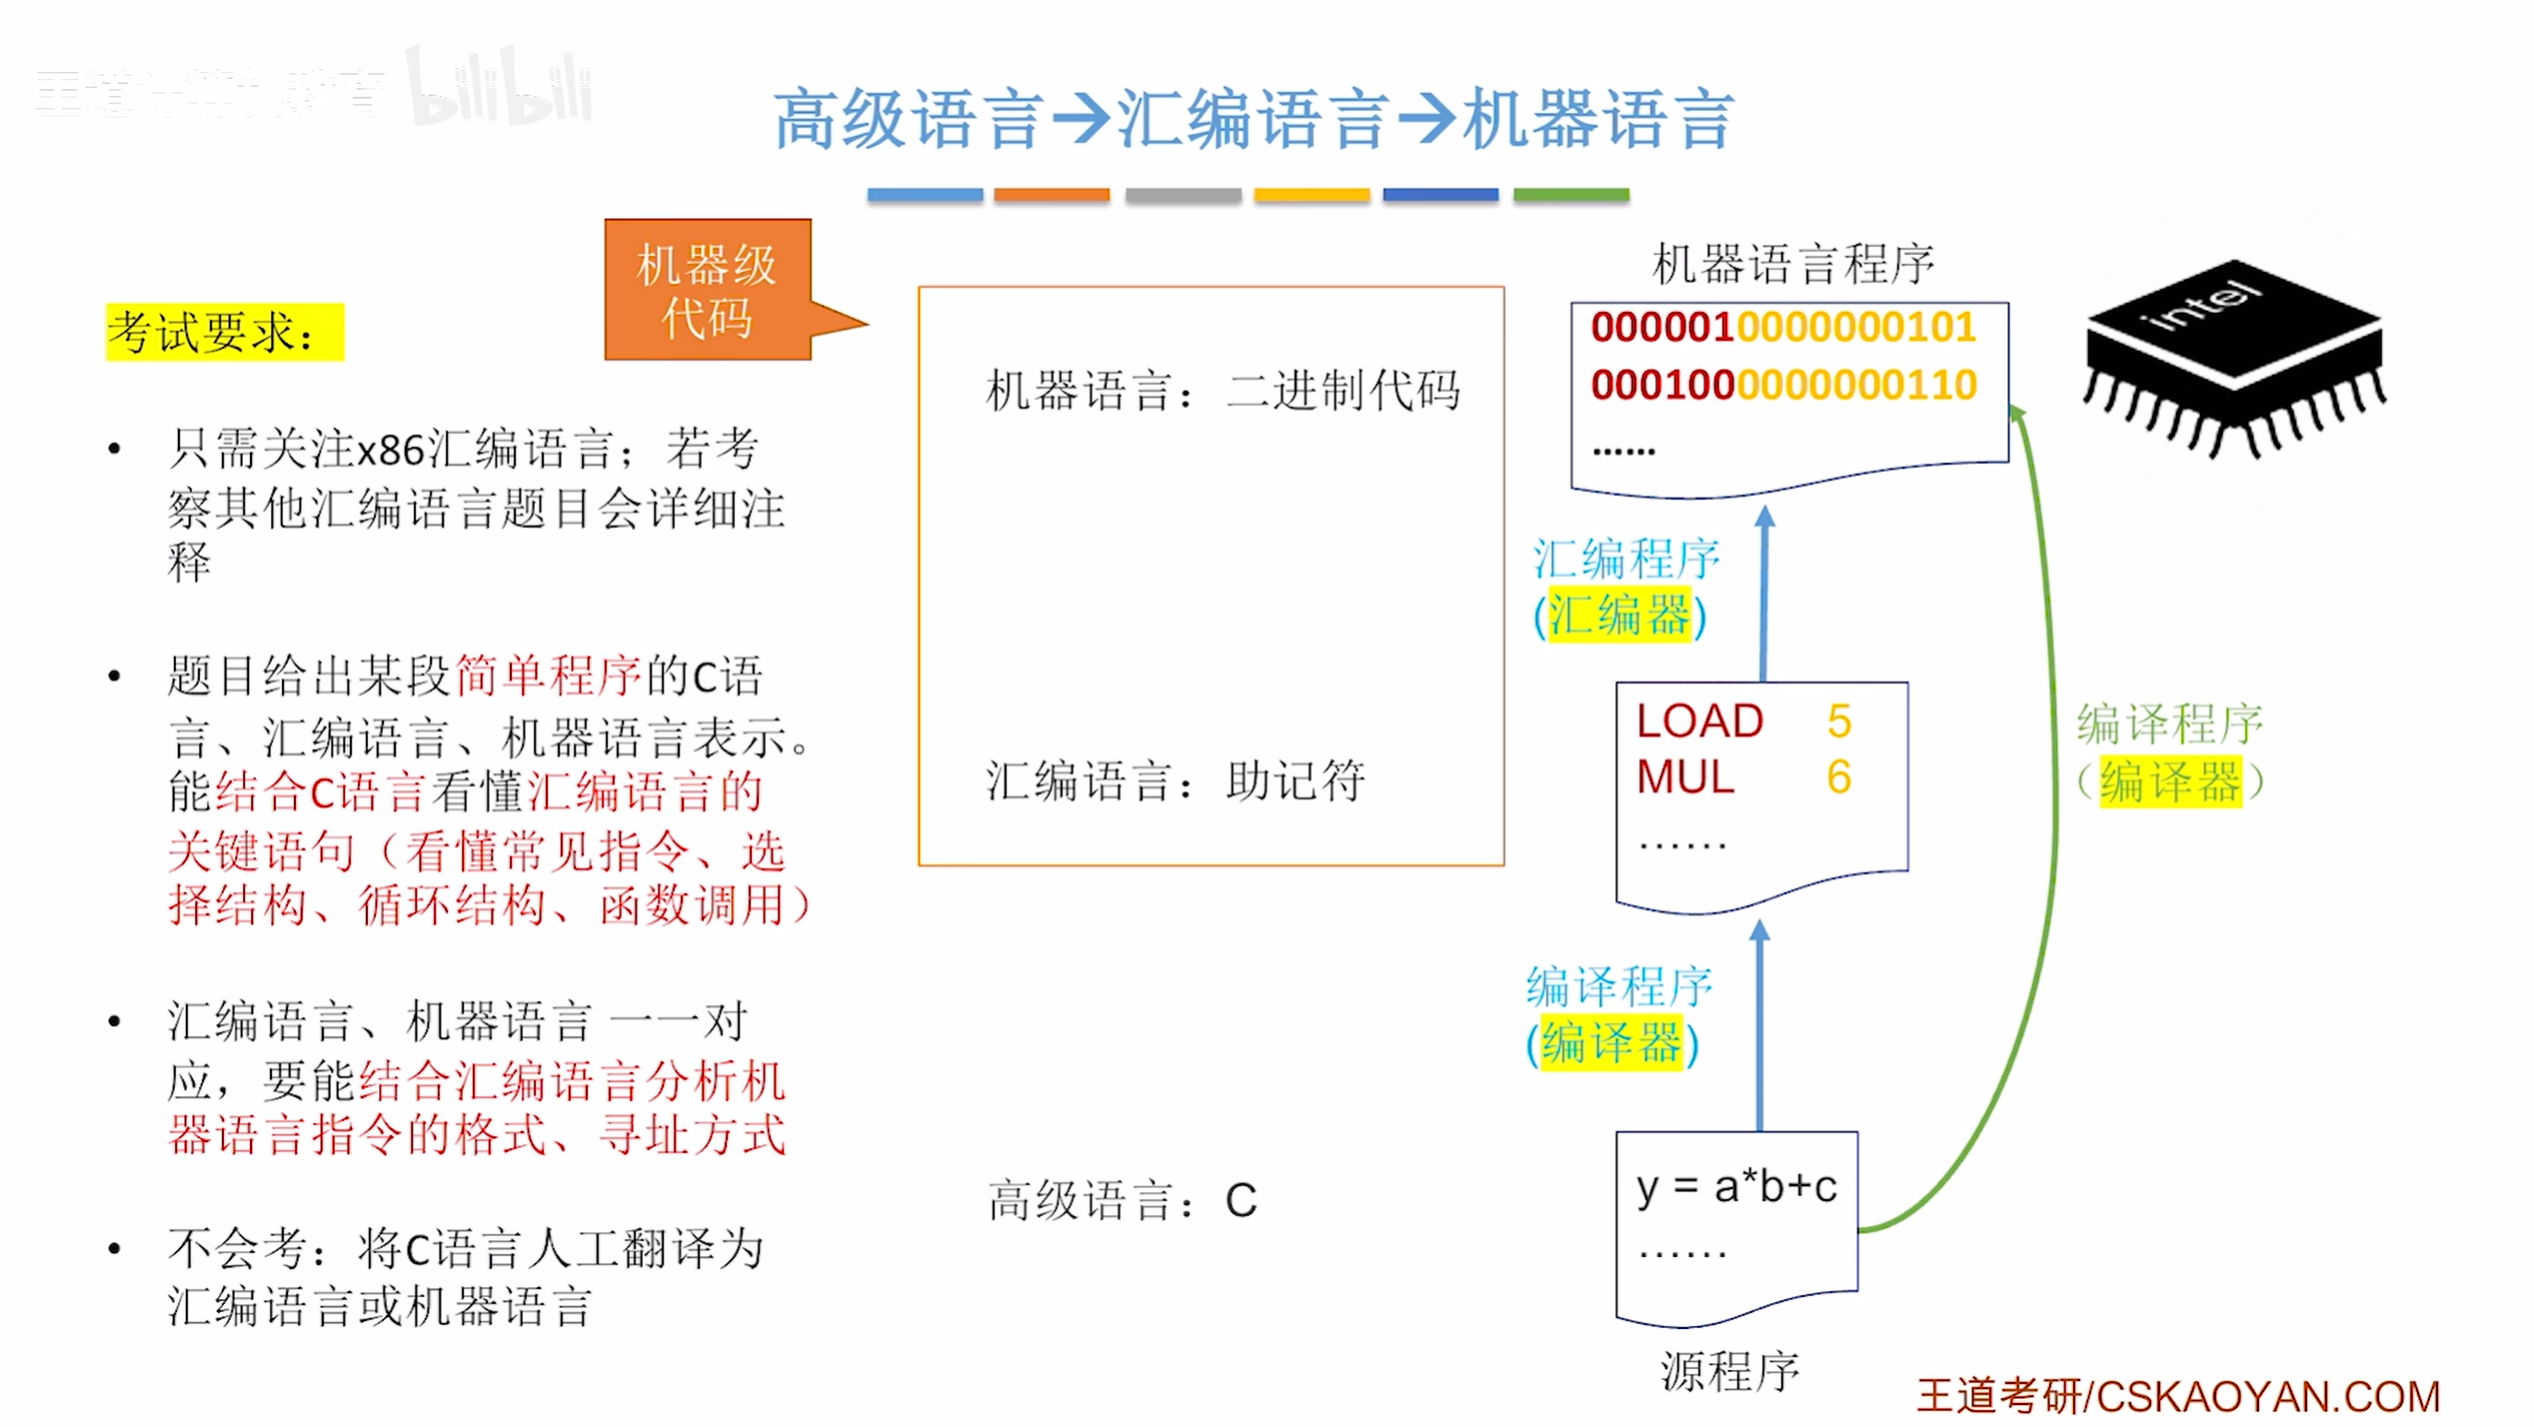 王道计算机教育 bilibili
高级语言→汇编语言→机器语言
机器级
代码
考试要求：
• 只需关注x86汇编语言；若考
察其他汇编语言题目会详细注
释
• 题目给出某段简单程序的C语
言、汇编语言、机器语言表示。
能结合C语言看懂汇编语言的
关键语句（看懂常见指令、选
择结构、循环结构、函数调用）
• 汇编语言、机器语言 一一对
应，要能结合汇编语言分析机
器语言指令的格式、寻址方式
• 不会考：将C语言人工翻译为
汇编语言或机器语言
机器语言：二进制代码
汇编语言：助记符
高级语言：C
机器语言程序
0000010000000101
0001000000000110
......
intel
汇编程序
(汇编器)
LOAD 5
MUL 6
......
编译程序
（编译器）
编译程序
(编译器)
y = a*b+c
......
源程序
王道考研/CSKAOYAN.COM